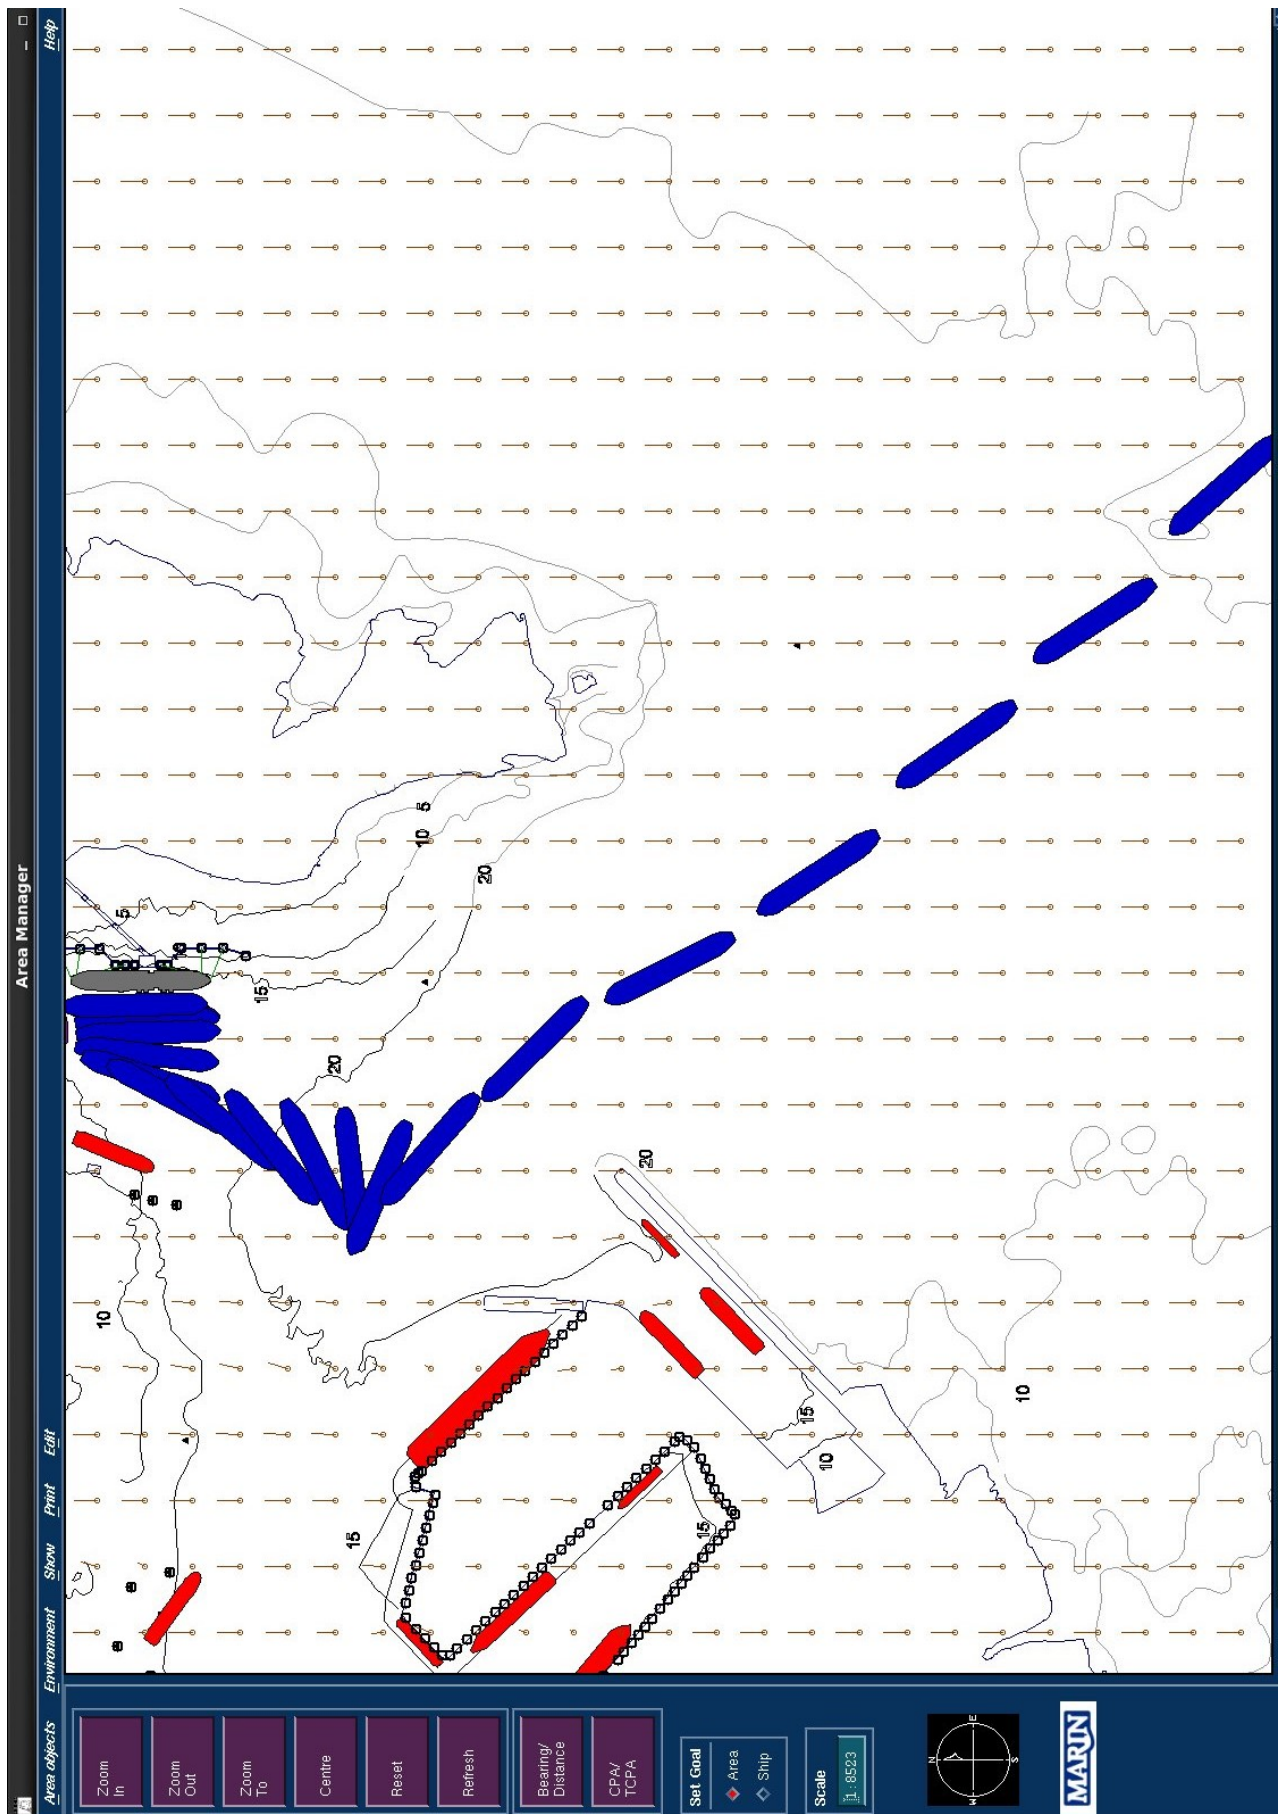 Area Manager
Area objects Environment Show Print Edit Help
Zoom
In
Zoom
Out
Zoom
To
Centre
Reset
Refresh
Bearing/
Distance
CPA/
TCPA
Set Goal
Area
Ship
Scale
1:8523
N
W E
S
MARIN
10
15
15
10
15
10
20
20
15
5
20
10
5